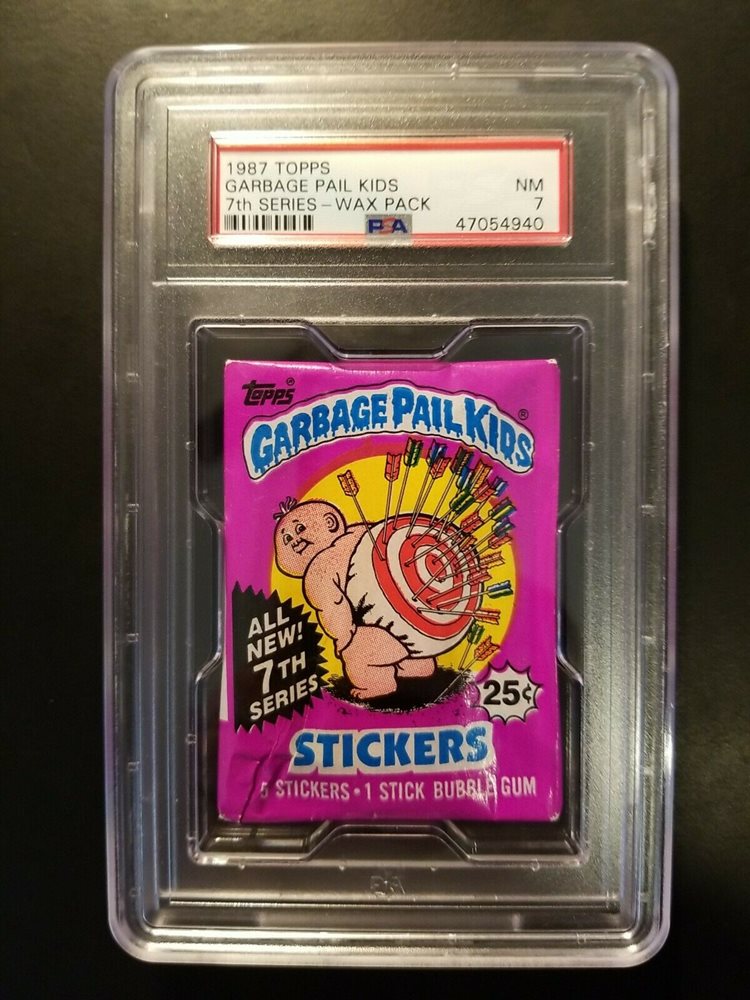 1987 TOPPS
GARBAGE PAIL KIDS NM
7th SERIES – WAX PACK 7
PSA 47054940
topps®
GARBAGE PAIL KIDS®
ALL
NEW!
7TH
SERIES
25¢
STICKERS
5 STICKERS • 1 STICK BUBBLE GUM
PSA